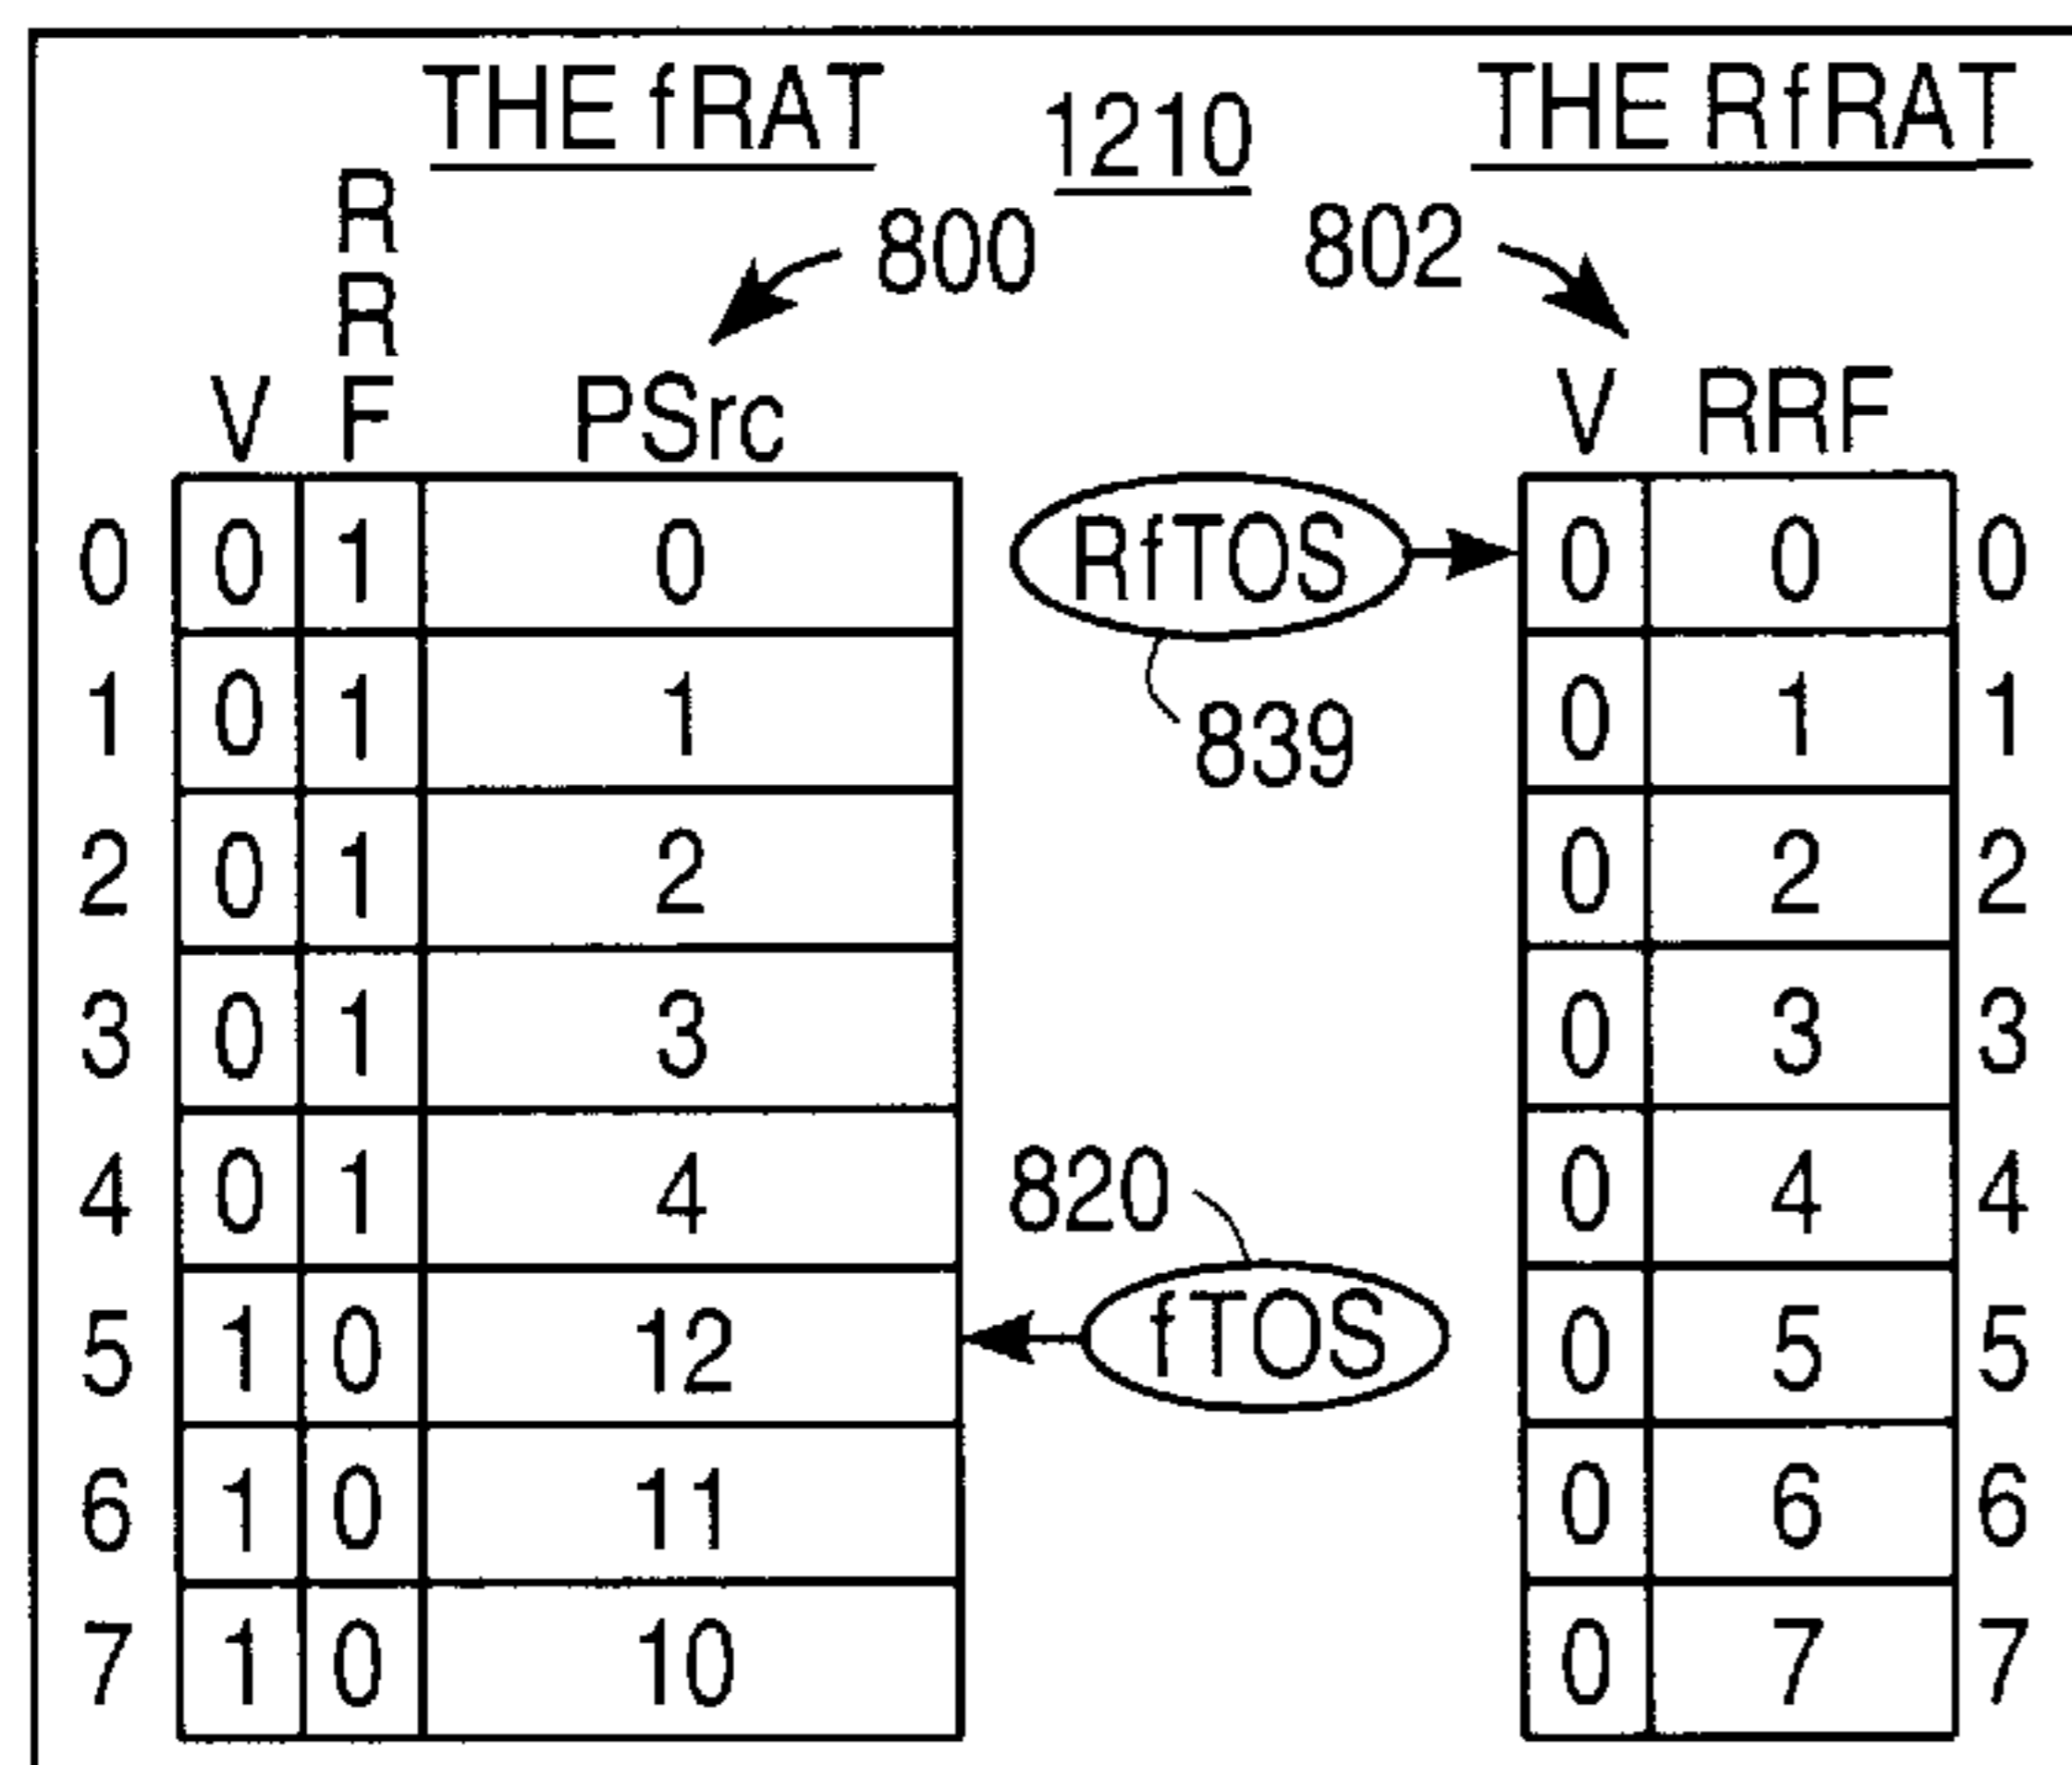 THE fRAT 1210 THE RfRAT
800 802
V RRF PSrc V RRF
0 0 1 0 RfTOS 0 0 0
1 0 1 1 839 0 1 1
2 0 1 2 0 2 2
3 0 1 3 0 3 3
4 0 1 4 820 0 4 4
5 1 0 12 fTOS 0 5 5
6 1 0 11 0 6 6
7 1 0 10 0 7 7